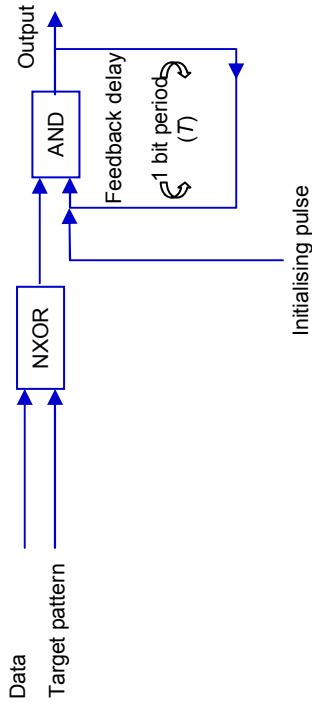 Data
Target pattern
NXOR
AND
Output
Feedback delay
1 bit period
(T)
Initialising pulse